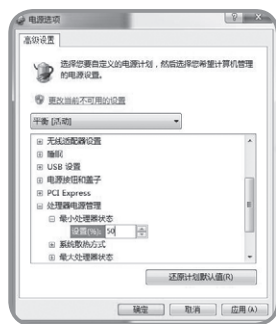 电源选项
高级设置
选择您要自定义的电源计划，然后选择您希望计算机管理
的电源设置。
更改当前不可用的设置
平衡 [活动]
无线适配器设置
睡眠
USB 设置
电源按钮和盖子
PCI Express
处理器电源管理
最小处理器状态
设置(%): 50
系统散热方式
最大处理器状态
还原计划默认值(R)
确定 取消 应用(A)